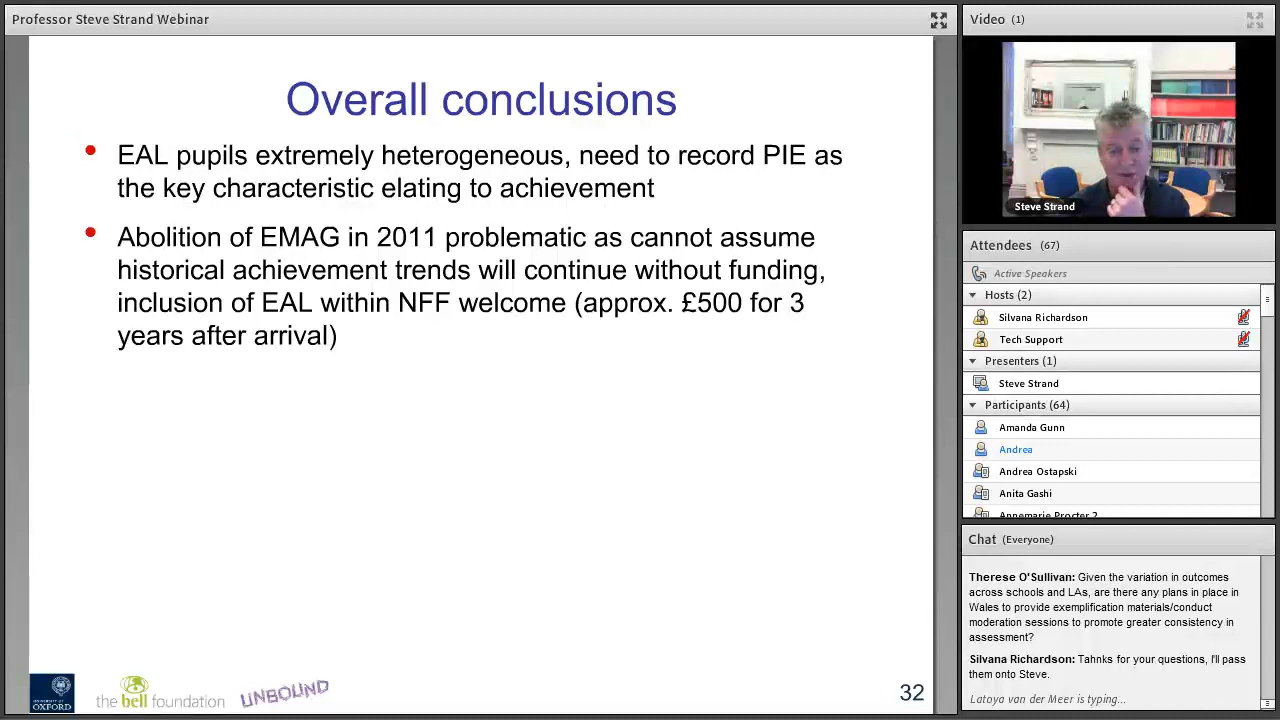 Professor Steve Strand Webinar
Overall conclusions
EAL pupils extremely heterogeneous, need to record PIE as
the key characteristic elating to achievement
Abolition of EMAG in 2011 problematic as cannot assume
historical achievement trends will continue without funding,
inclusion of EAL within NFF welcome (approx. £500 for 3
years after arrival)
UNIVERSITY OF
OXFORD
the bell foundation
UNBOUND
32
Video (1)
Steve Strand
Attendees (67)
Active Speakers
Hosts (2)
Silvana Richardson
Tech Support
Presenters (1)
Steve Strand
Participants (64)
Amanda Gunn
Andrea
Andrea Ostapski
Anita Gashi
Annemarie Procter 2
Chat (Everyone)
Therese O'Sullivan: Given the variation in outcomes
across schools and LAs, are there any plans in place in
Wales to provide exemplification materials/conduct
moderation sessions to promote greater consistency in
assessment?
Silvana Richardson: Tahnks for your questions, I'll pass
them onto Steve.
Latoya van der Meer is typing...